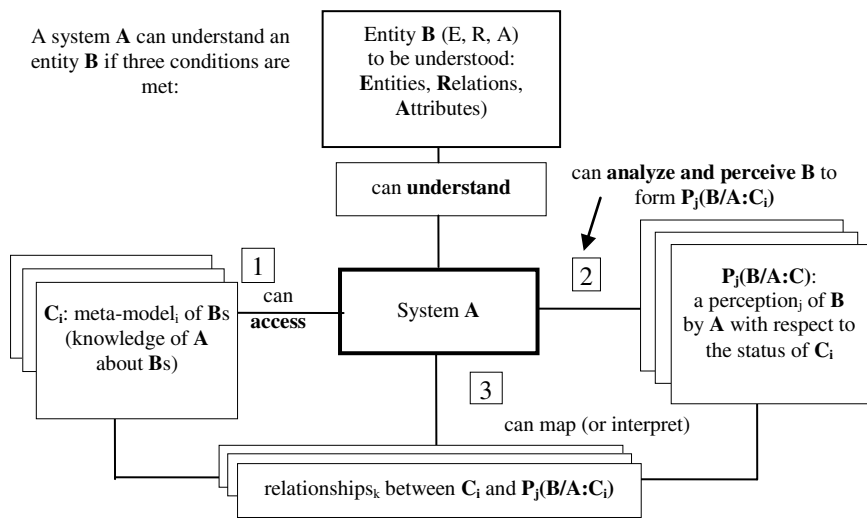 A system A can understand an
entity B if three conditions are
met:
Entity B (E, R, A)
to be understood:
Entities, Relations,
Attributes)
can understand
can analyze and perceive B to
form Pj(B/A:Ci)
1
can
access
2
Ci: meta-modeli of Bs
(knowledge of A
about Bs)
System A
Pj(B/A:C):
a perceptionj of B
by A with respect to
the status of Ci
3
can map (or interpret)
relationshipsk between Ci and Pj(B/A:Ci)